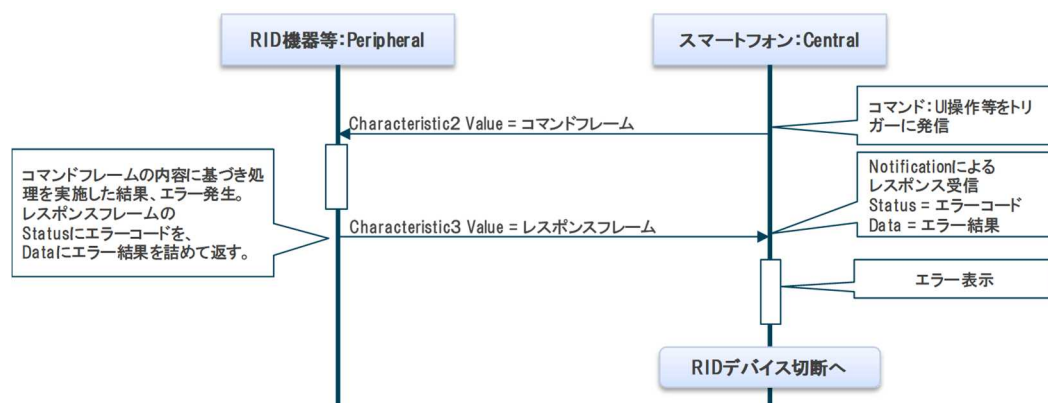 RID機器等:Peripheral
スマートフォン:Central
コマンド:UI操作等をトリ
ガーに発信
Characteristic2 Value = コマンドフレーム
コマンドフレームの内容に基づき処
理を実施した結果、エラー発生。
レスポンスフレームの
Statusにエラーコードを、
Dataにエラー結果を詰めて返す。
Notificationによる
レスポンス受信
Status = エラーコード
Data = エラー結果
Characteristic3 Value = レスポンスフレーム
エラー表示
RIDデバイス切断へ